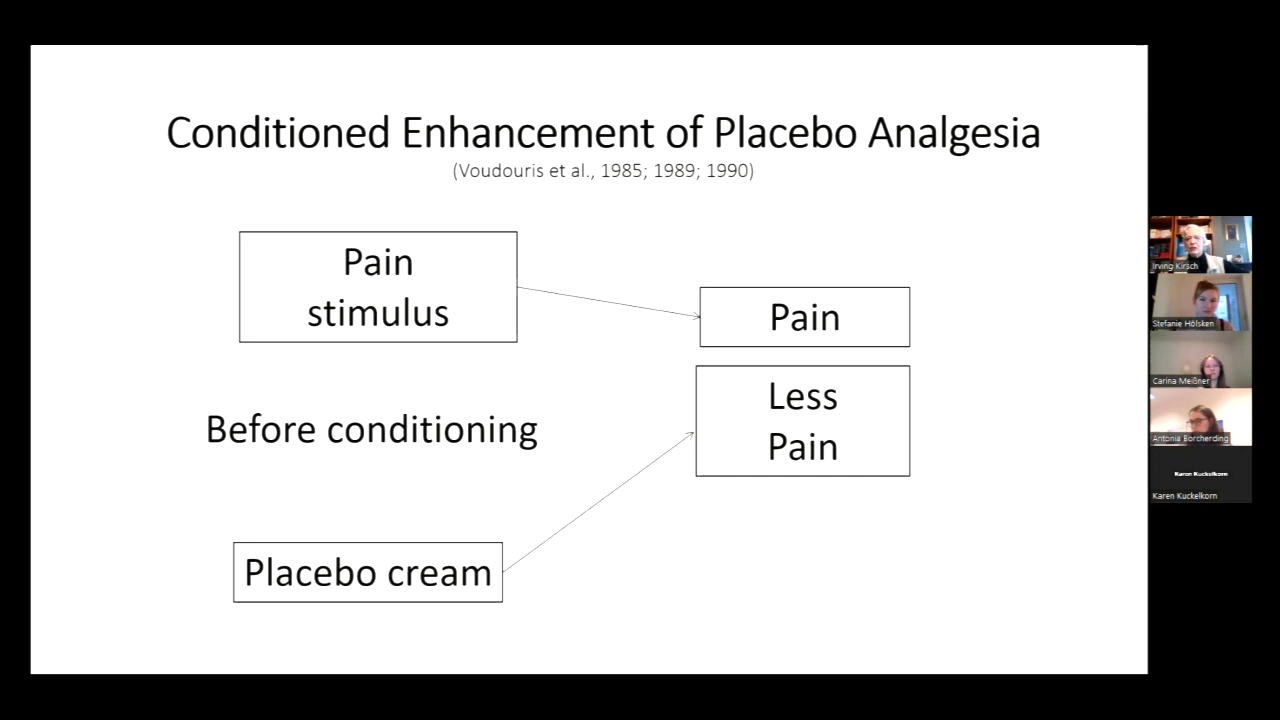 Conditioned Enhancement of Placebo Analgesia
(Voudouris et al., 1985; 1989; 1990)
Pain
stimulus
Pain
Less
Pain
Before conditioning
Placebo cream
Irving Kirsch
Stefanie Hölsken
Carina Meißner
Antonia Borcherding
Karen Kuckelkorn
Karen Kuckelkorn